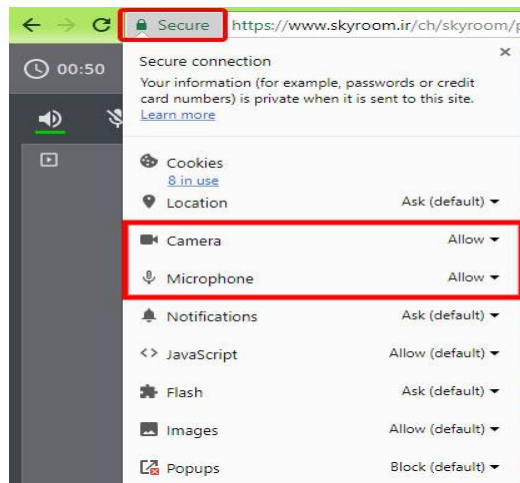 Secure https://www.skyroom.ir/ch/skyroom/
00:50
Secure connection
Your information (for example, passwords or credit
card numbers) is private when it is sent to this site.
Learn more
Cookies
8 in use
Location Ask (default)
Camera Allow
Microphone Allow
Notifications Ask (default)
JavaScript Allow (default)
Flash Ask (default)
Images Allow (default)
Popups Block (default)